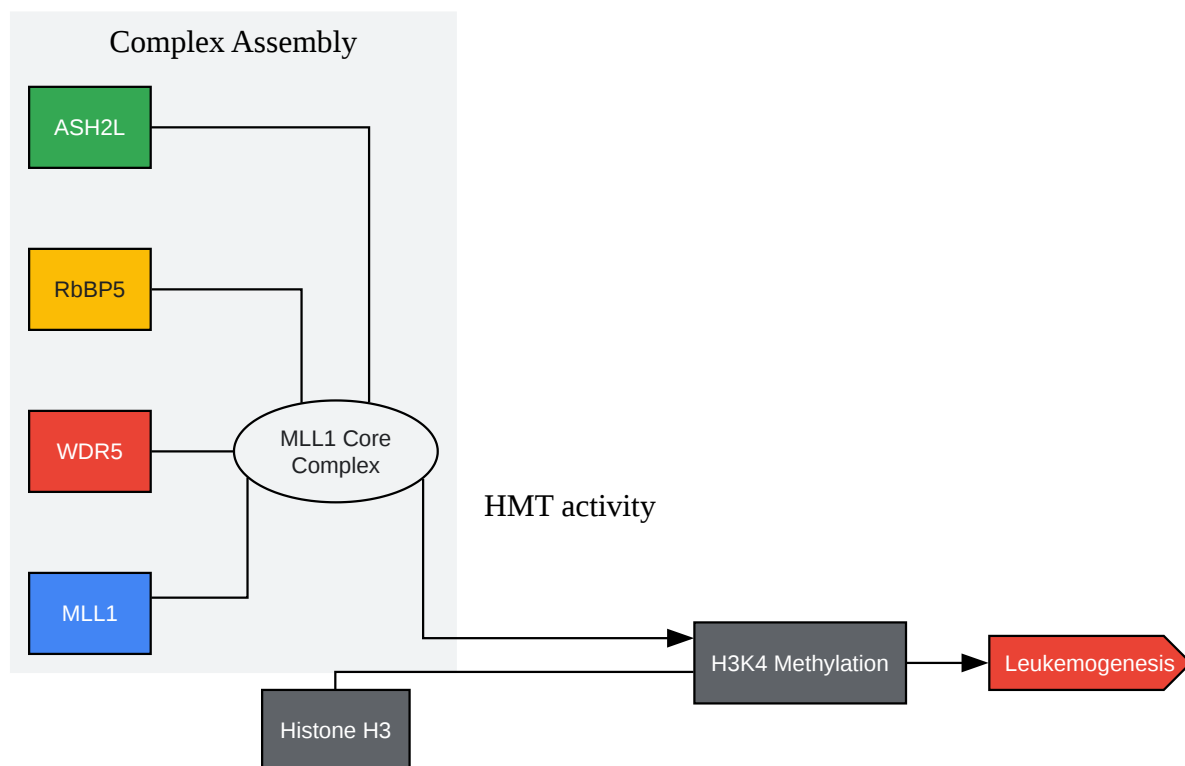 Complex Assembly
ASH2L
RbBP5
WDR5
MLL1 Core
Complex
HMT activity
MLL1
H3K4 Methylation
Leukemogenesis
Histone H3